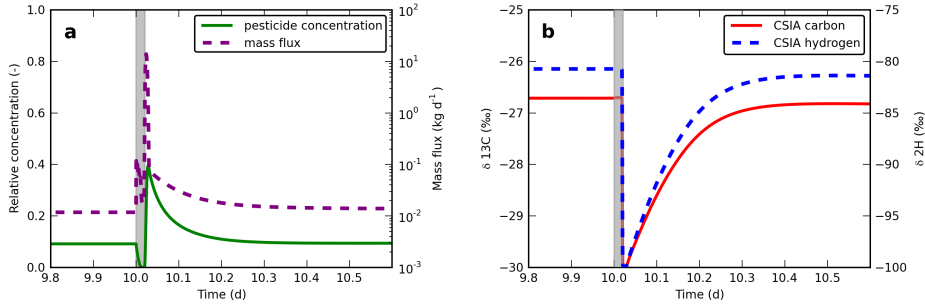 a
pesticide concentration
mass flux
Relative concentration (-)
1.0
0.8
0.6
0.4
0.2
0.0
9.8 9.9 10.0 10.1 10.2 10.3 10.4 10.5
Time (d)
10²
10¹
10⁰
10⁻¹
10⁻²
10⁻³
Mass flux (kg d⁻¹)
b
CSIA carbon
CSIA hydrogen
δ 13C (‰)
−25
−26
−27
−28
−29
−30
9.8 9.9 10.0 10.1 10.2 10.3 10.4 10.5
Time (d)
−75
−80
−85
−90
−95
−100
δ 2H (‰)